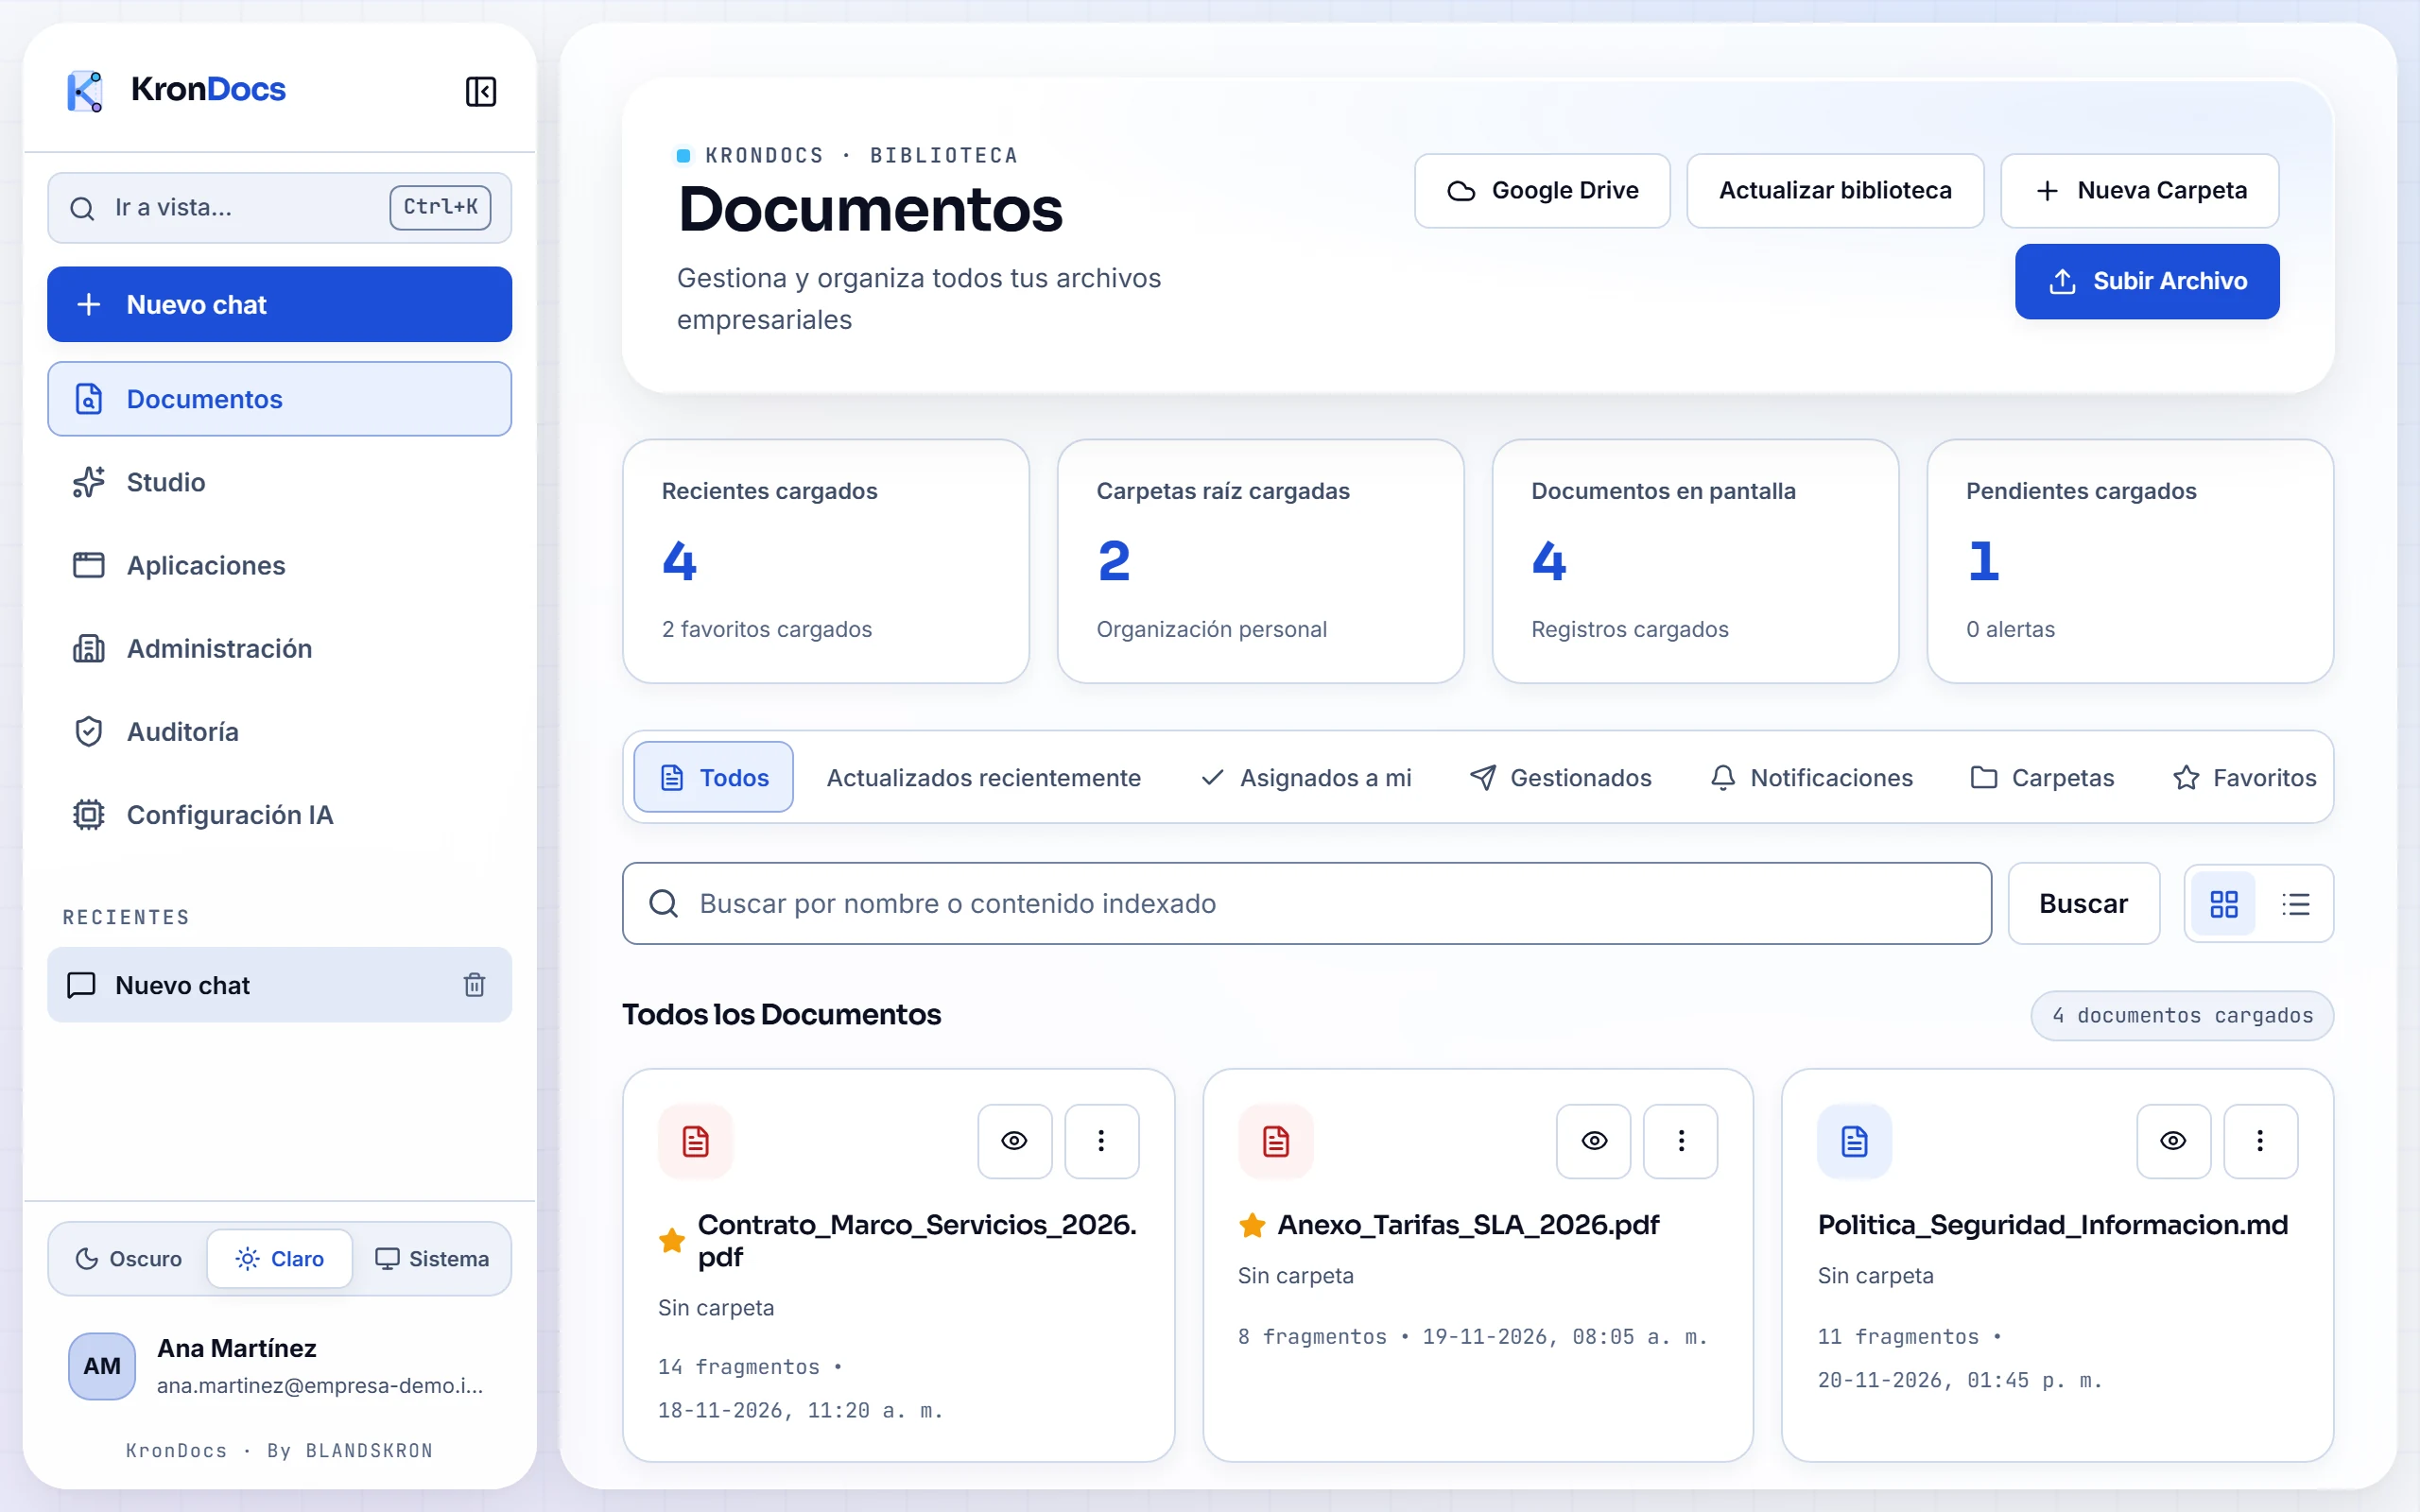 KronDocs
Ir a vista...
Ctrl+K
Nuevo chat
Documentos
Studio
Aplicaciones
Administración
Auditoría
Configuración IA
RECIENTES
Nuevo chat
Oscuro
Claro
Sistema
AM
Ana Martínez
ana.martinez@empresa-demo.i...
KronDocs · By BLANDSKRON
KRONDOCS · BIBLIOTECA
Documentos
Gestiona y organiza todos tus archivos
empresariales
Google Drive
Actualizar biblioteca
Nueva Carpeta
Subir Archivo
Recientes cargados
4
2 favoritos cargados
Carpetas raíz cargadas
2
Organización personal
Documentos en pantalla
4
Registros cargados
Pendientes cargados
1
0 alertas
Todos
Actualizados recientemente
Asignados a mi
Gestionados
Notificaciones
Carpetas
Favoritos
Buscar por nombre o contenido indexado
Buscar
Todos los Documentos
4 documentos cargados
Contrato_Marco_Servicios_2026.
pdf
Sin carpeta
14 fragmentos •
18-11-2026, 11:20 a. m.
Anexo_Tarifas_SLA_2026.pdf
Sin carpeta
8 fragmentos • 19-11-2026, 08:05 a. m.
Politica_Seguridad_Informacion.md
Sin carpeta
11 fragmentos •
20-11-2026, 01:45 p. m.